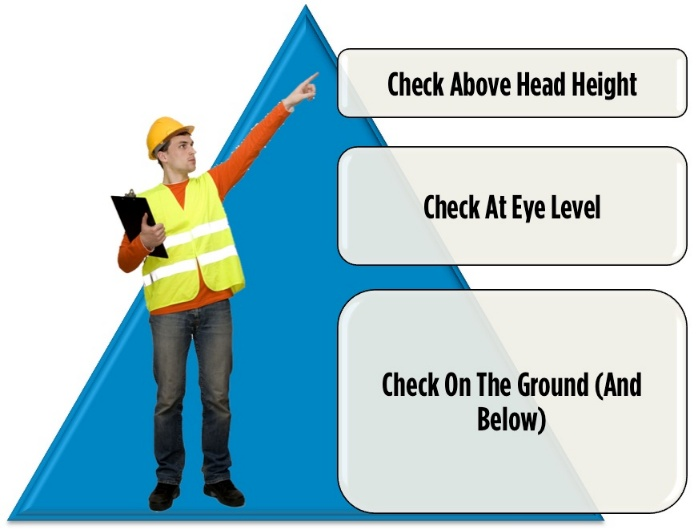 Check Above Head Height
Check At Eye Level
Check On The Ground (And
Below)